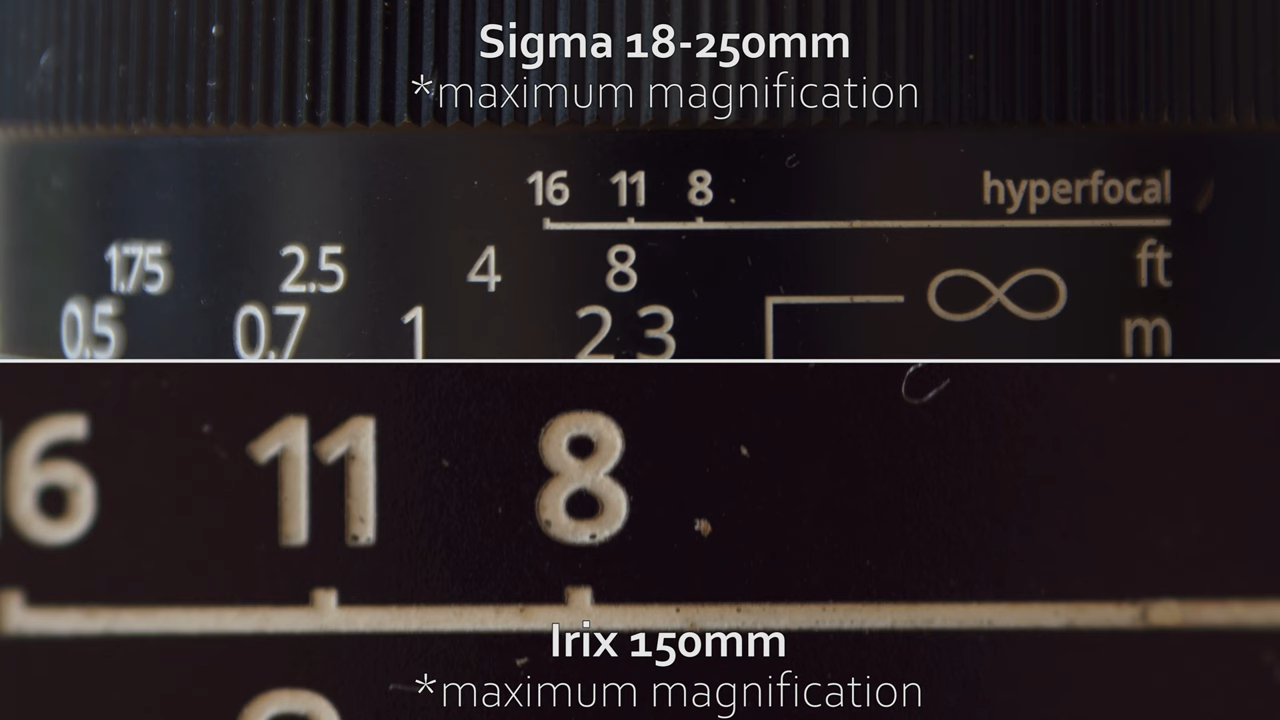 Sigma 18-250mm
*maximum magnification
16 11 8 hyperfocal
1.75 2.5 4 8 ∞ ft
0.5 0.7 1 2 3 m
6 11 8
Irix 150mm
*maximum magnification